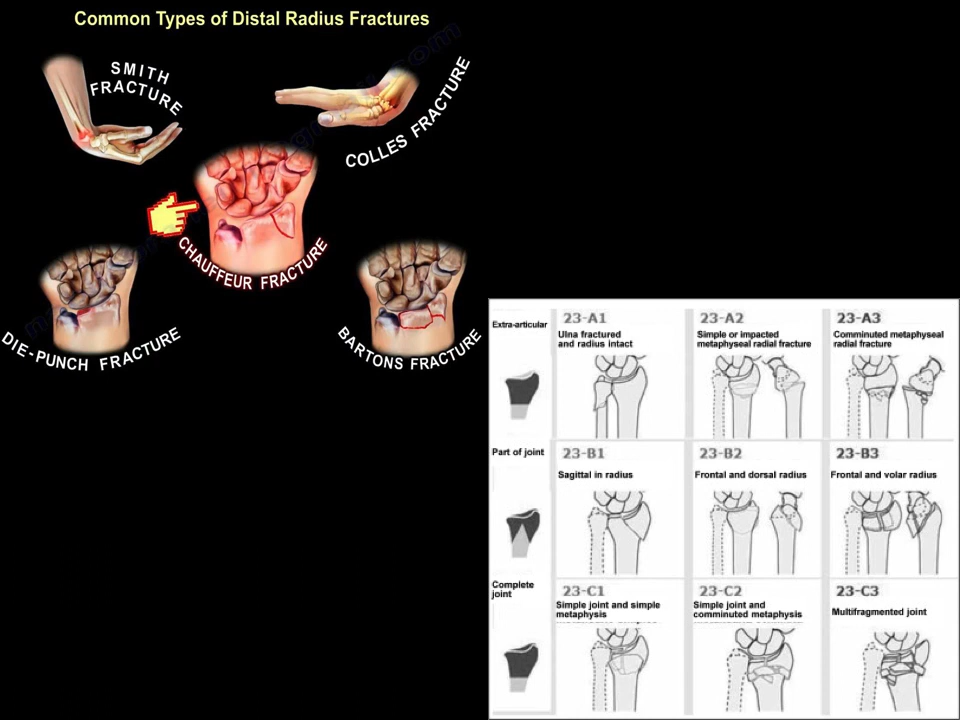 Common Types of Distal Radius Fractures
SMITH
FRACTURE
COLLES FRACTURE
CHAUFFEUR FRACTURE
DIE-PUNCH FRACTURE
BARTONS FRACTURE
Extra-articular
23-A1
Ulna fractured
and radius intact
23-A2
Simple or impacted
metaphyseal radial fracture
23-A3
Comminuted metaphyseal
radial fracture
Part of joint
23-B1
Sagittal in radius
23-B2
Frontal and dorsal radius
23-B3
Frontal and volar radius
Complete
joint
23-C1
Simple joint and simple
metaphysis
23-C2
Simple joint and
comminuted metaphysis
23-C3
Multifragmented joint